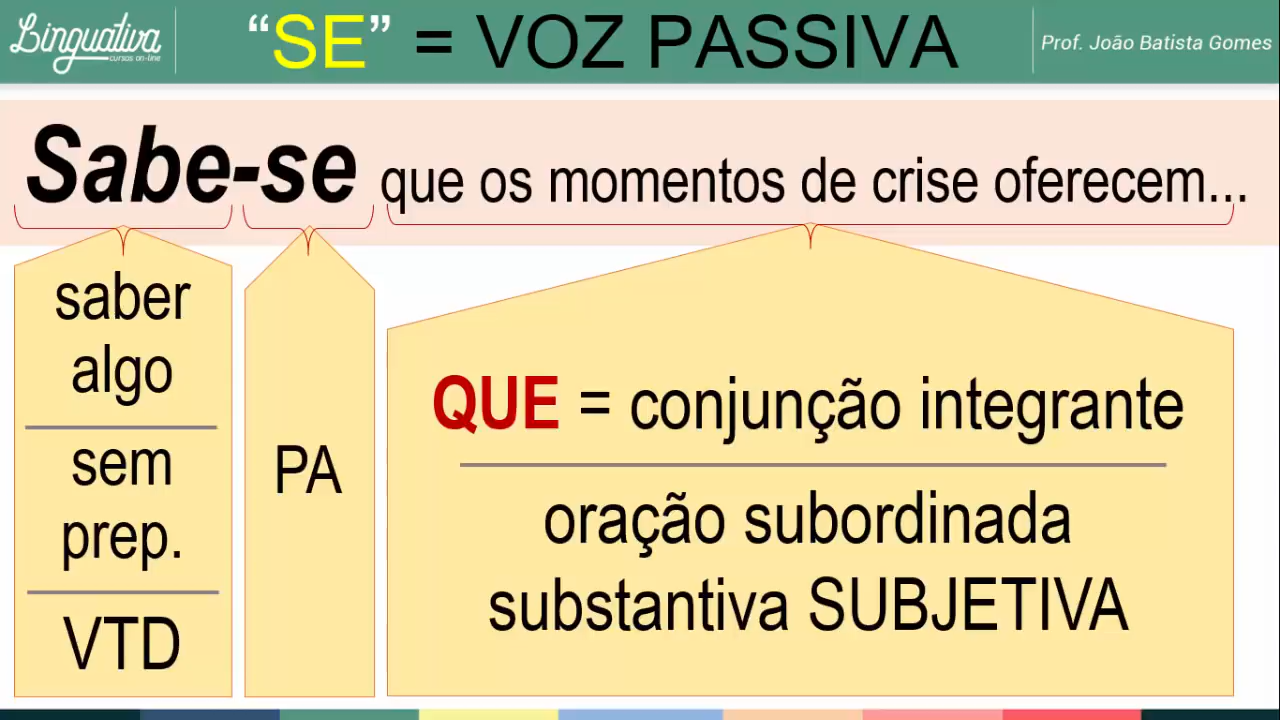 Linguativa
cursos on-line
“SE” = VOZ PASSIVA
Prof. João Batista Gomes
Sabe-se que os momentos de crise oferecem...
saber
algo
sem
prep.
VTD
PA
QUE = conjunção integrante
oração subordinada
substantiva SUBJETIVA